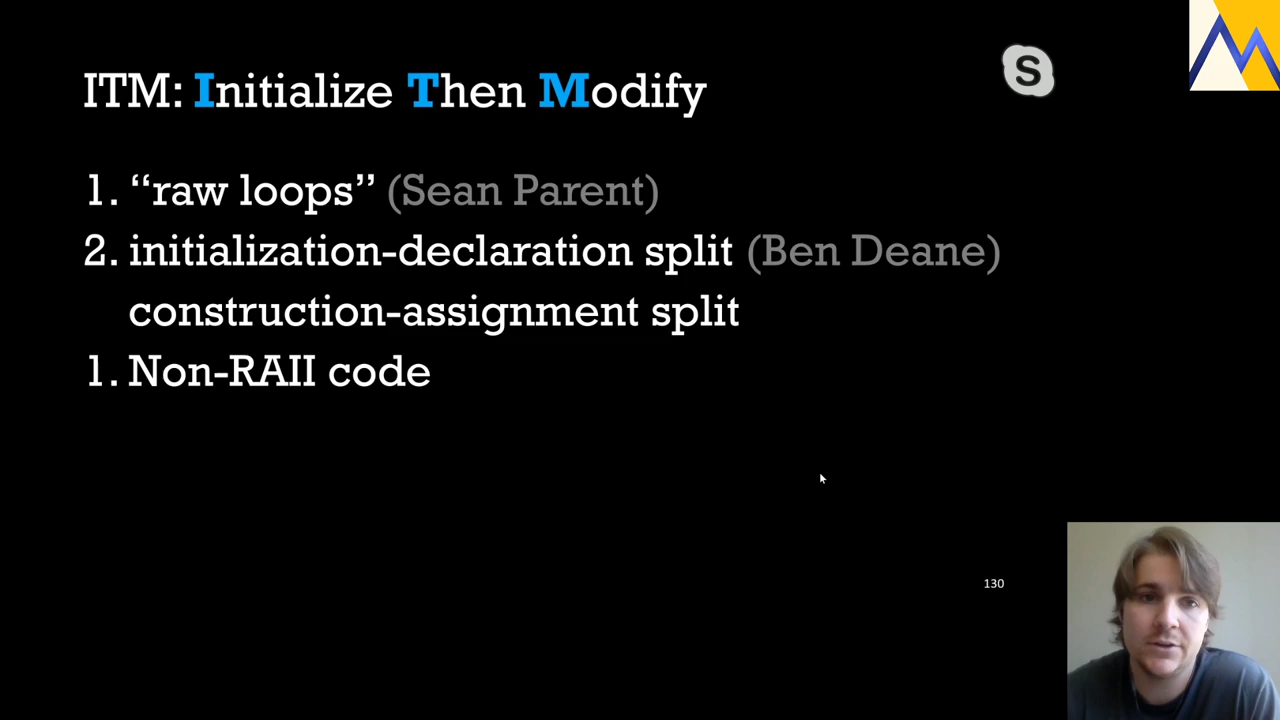 ITM: Initialize Then Modify
S
1. “raw loops” (Sean Parent)
2. initialization-declaration split (Ben Deane)
construction-assignment split
1. Non-RAII code
130